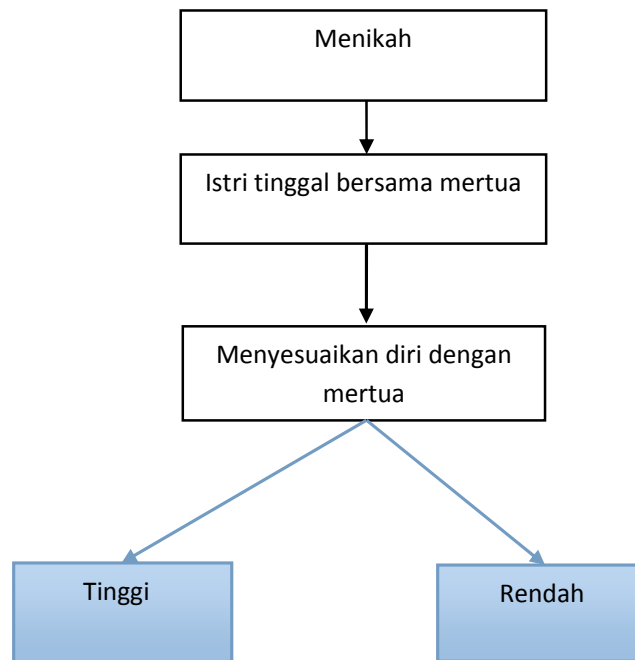 Menikah
Istri tinggal bersama mertua
Menyesuaikan diri dengan
mertua
Tinggi
Rendah